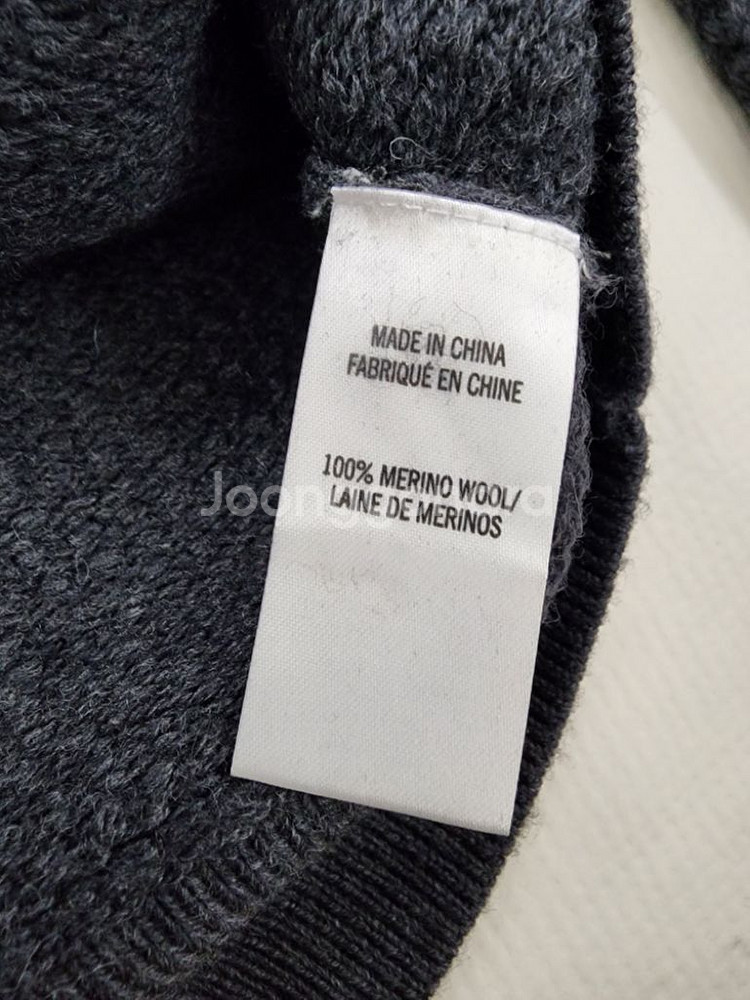 MADE IN CHINA
FABRIQUÉ EN CHINE
100% MERINO WOOL/
LAINE DE MERINOS